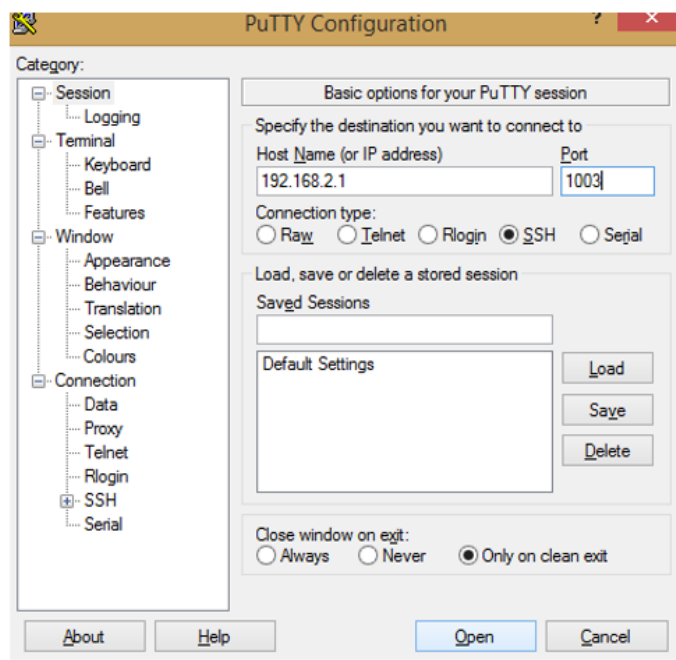 PuTTY Configuration
?
Category:
Session
Logging
Terminal
Keyboard
Bell
Features
Window
Appearance
Behaviour
Translation
Selection
Colours
Connection
Data
Proxy
Telnet
Rlogin
SSH
Serial
Basic options for your PuTTY session
Specify the destination you want to connect to
Host Name (or IP address) Port
192.168.2.1 1003
Connection type:
Raw Telnet Rlogin SSH Serial
Load, save or delete a stored session
Saved Sessions
Default Settings
Load
Save
Delete
Close window on exit:
Always Never Only on clean exit
About Help Open Cancel